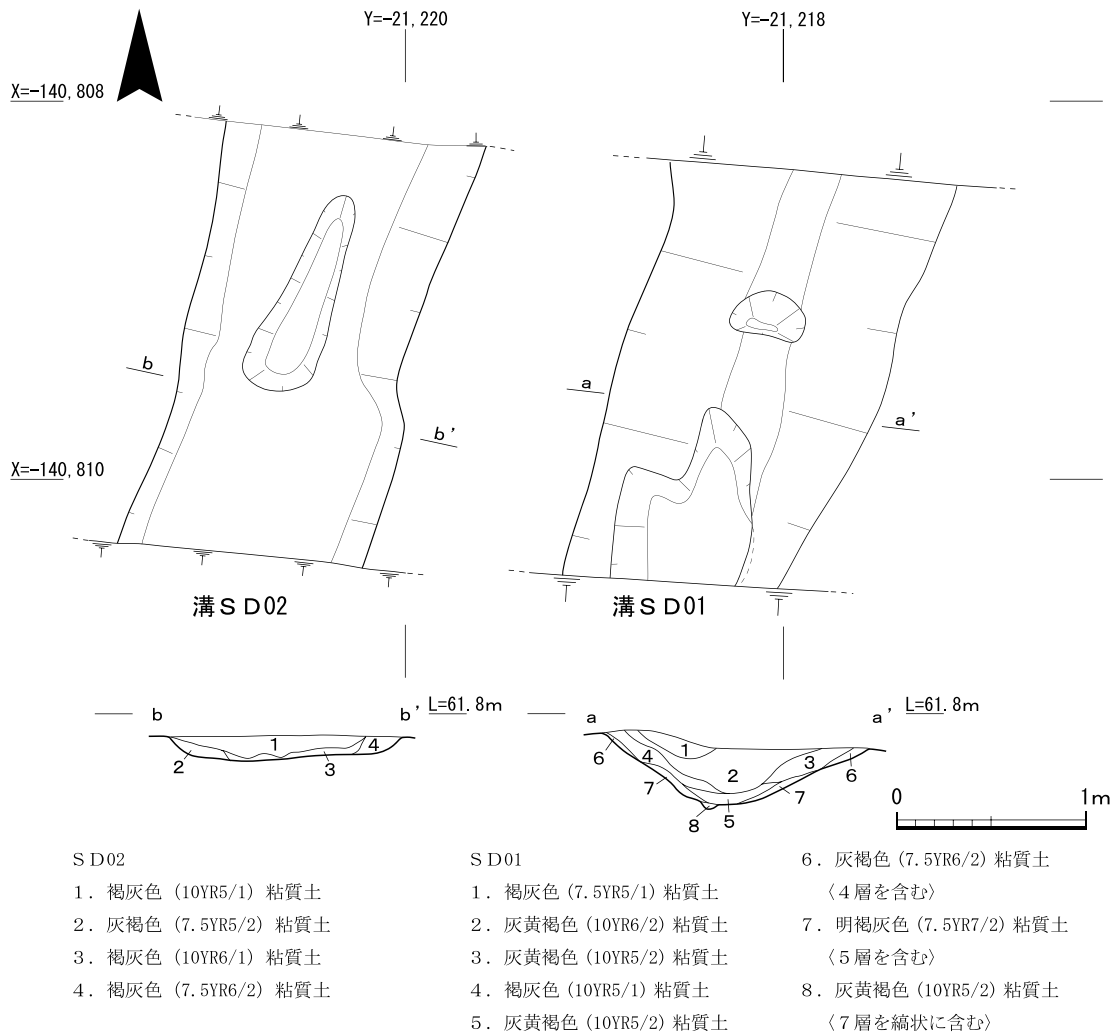 Y=-21,220
Y=-21,218
X=-140,808
b
b'
a
a'
X=-140,810
溝ＳＤ02
溝ＳＤ01
b
b'
L=61.8m
a
a'
L=61.8m
1
2
3
4
1
2
3
4
5
6
6
7
7
8
0
1m
ＳＤ02
1．褐灰色（10YR5/1）粘質土
2．灰褐色（7.5YR5/2）粘質土
3．褐灰色（10YR6/1）粘質土
4．褐灰色（7.5YR6/2）粘質土
ＳＤ01
1．褐灰色（7.5YR5/1）粘質土
2．灰黄褐色（10YR6/2）粘質土
3．灰黄褐色（10YR5/2）粘質土
4．褐灰色（10YR5/1）粘質土
5．灰黄褐色（10YR5/2）粘質土
6．灰褐色（7.5YR6/2）粘質土
〈4層を含む〉
7．明褐灰色（7.5YR7/2）粘質土
〈5層を含む〉
8．灰黄褐色（10YR5/2）粘質土
〈7層を縞状に含む〉